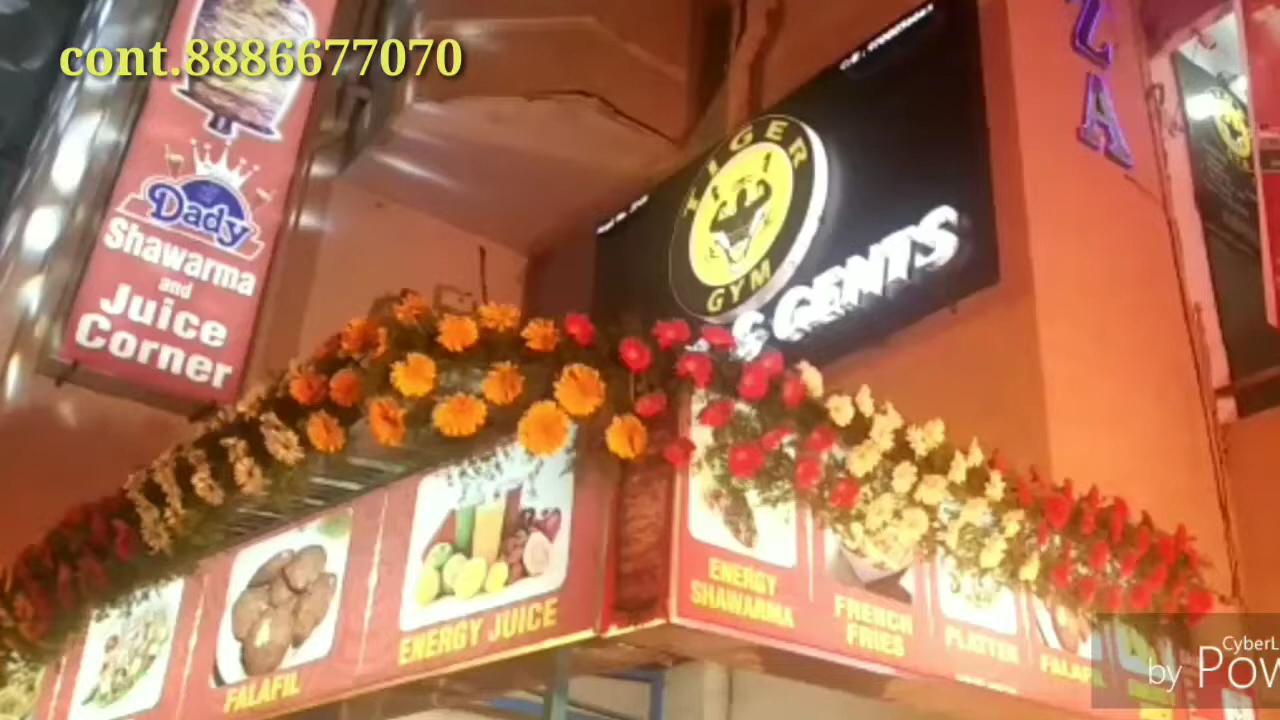 cont.8886677070
Dady
Shawarma
and
Juice
Corner
TIGER
GYM
& GENTS
Z
A
ENERGY JUICE
FALAFIL
ENERGY
SHAWARMA
FRENCH
FRIES
PLATTER
FALAFIL
CyberL
by Pow